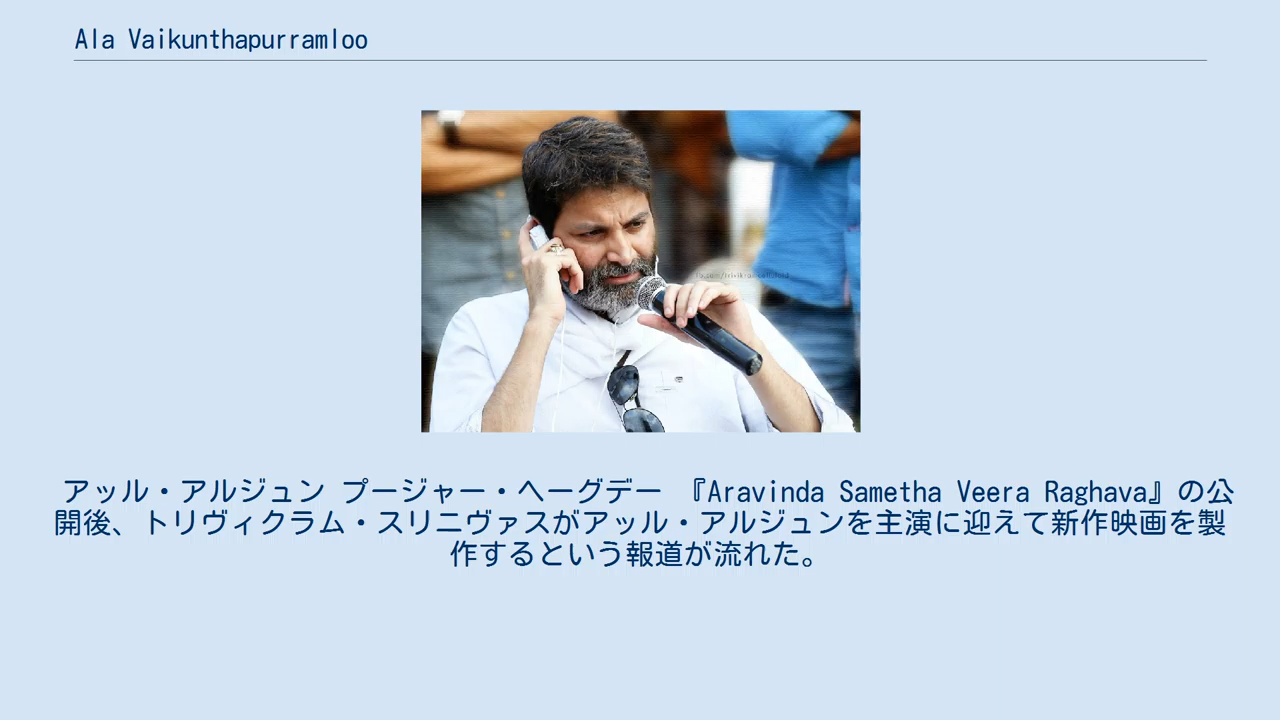 Ala Vaikunthapurramloo
アッル・アルジュン プージャー・ヘーグデー 『Aravinda Sametha Veera Raghava』の公
開後、トリヴィクラム・スリニヴァスがアッル・アルジュンを主演に迎えて新作映画を製
作するという報道が流れた。